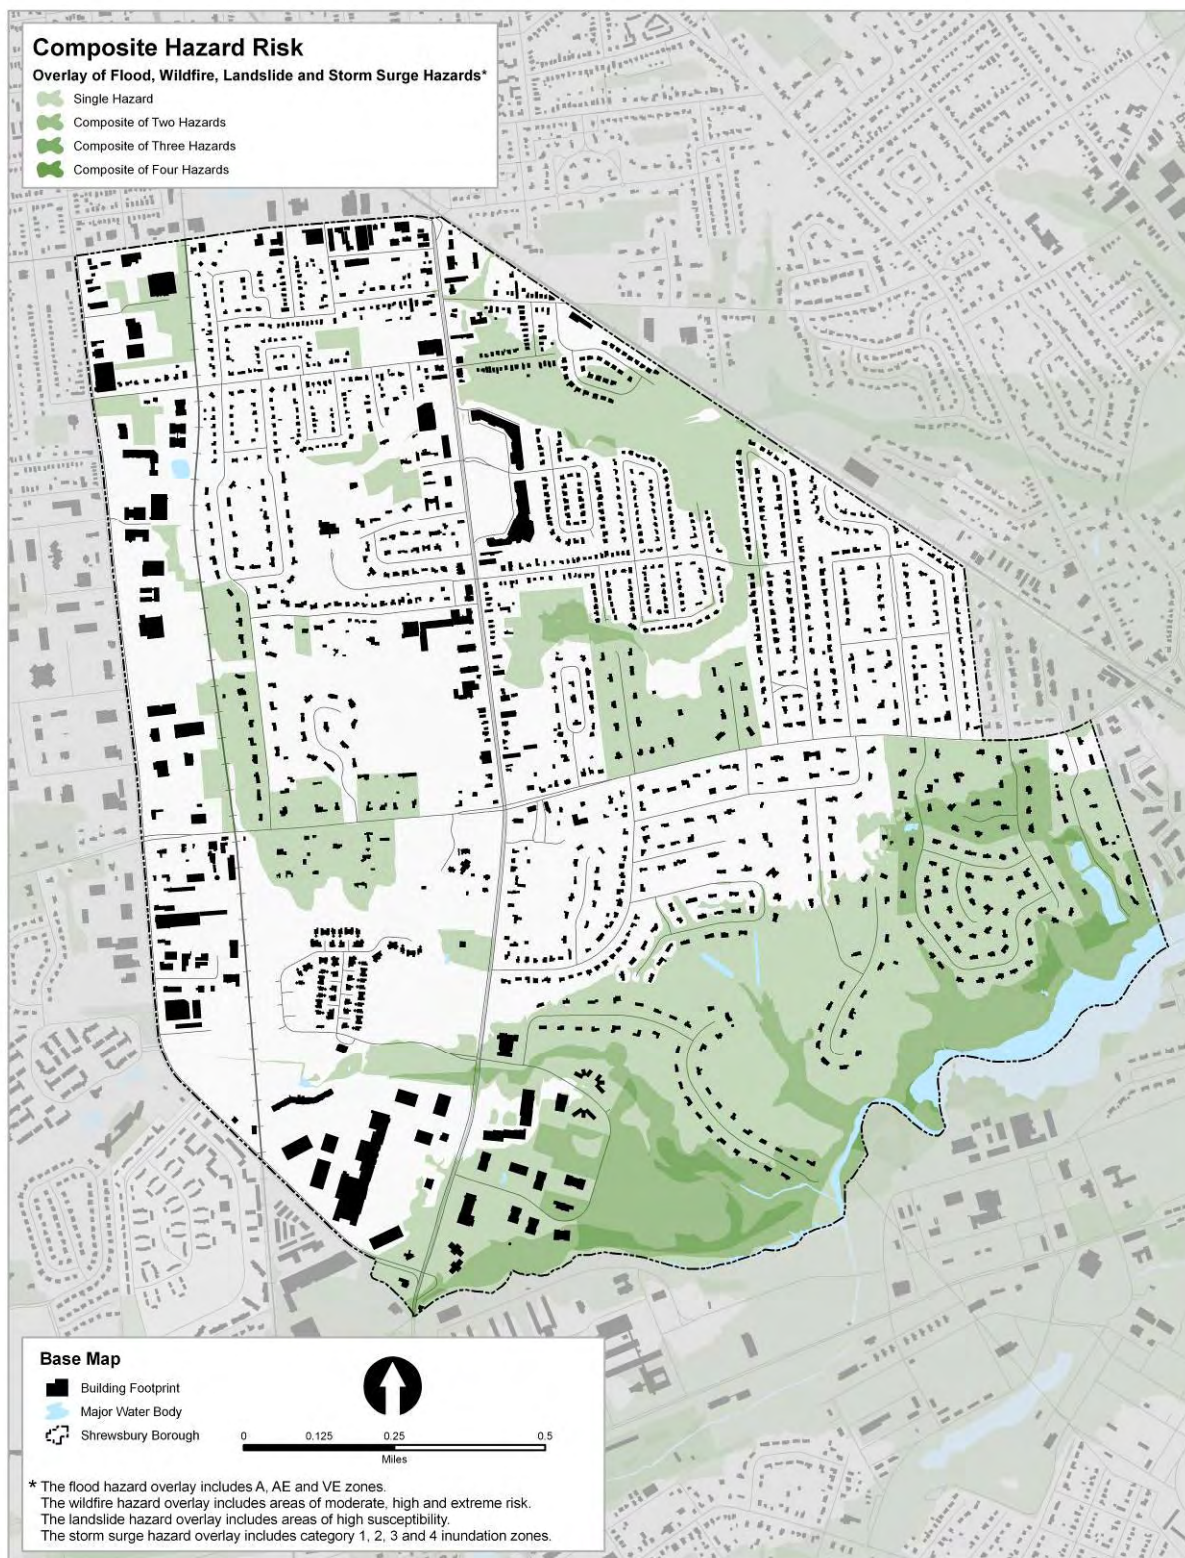 Composite Hazard Risk
Overlay of Flood, Wildfire, Landslide and Storm Surge Hazards*
Single Hazard
Composite of Two Hazards
Composite of Three Hazards
Composite of Four Hazards
Base Map
Building Footprint
Major Water Body
Shrewsbury Borough
0 0.125 0.25 0.5
Miles
* The flood hazard overlay includes A, AE and VE zones.
The wildfire hazard overlay includes areas of moderate, high and extreme risk.
The landslide hazard overlay includes areas of high susceptibility.
The storm surge hazard overlay includes category 1, 2, 3 and 4 inundation zones.